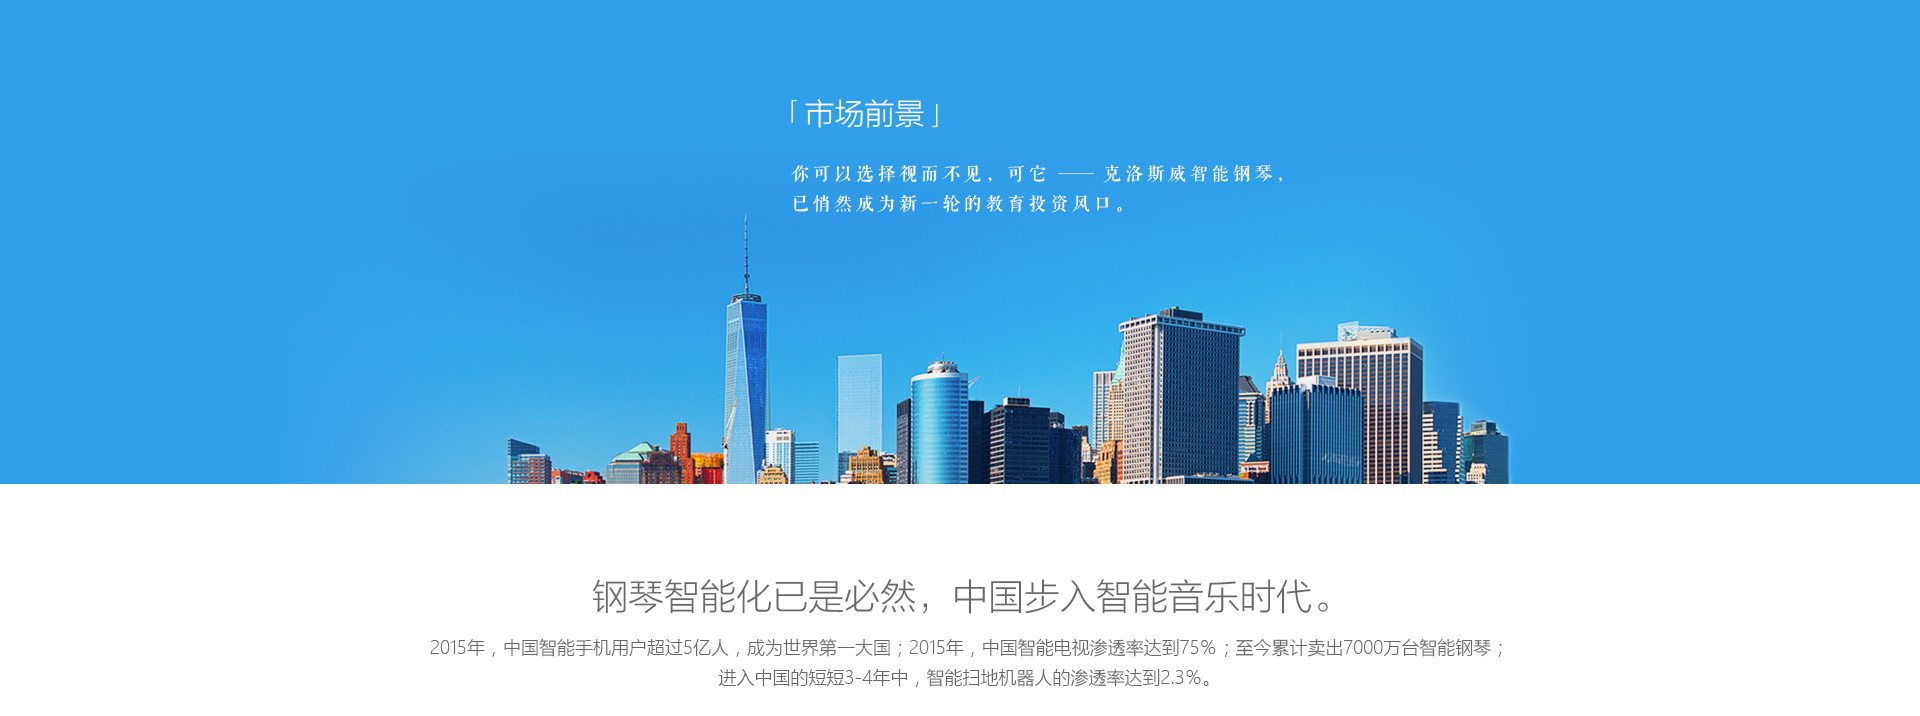 「市场前景」
你可以选择视而不见，可它 —— 克洛斯威智能钢琴，
已悄然成为新一轮的教育投资风口。
钢琴智能化已是必然，中国步入智能音乐时代。
2015年，中国智能手机用户超过5亿人，成为世界第一大国；2015年，中国智能电视渗透率达到75%；至今累计卖出7000万台智能钢琴；
进入中国的短短3-4年中，智能扫地机器人的渗透率达到2.3%。